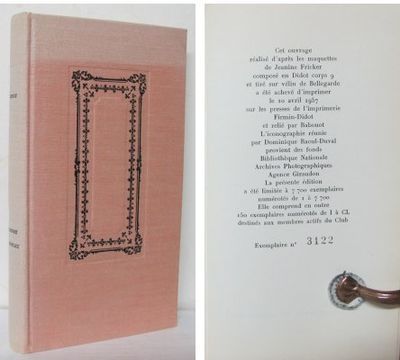 Cet ouvrage
réalisé d'après les maquettes
de Jeanine Fricker
composé en Didot corps 9
et tiré sur vélin de Bellegarde
a été achevé d'imprimer
le 10 avril 1957
sur les presses de l'imprimerie
Firmin-Didot
et relié par Babouot
L'iconographie réunie
par Dominique Raoul-Duval
provient des fonds
Bibliothèque Nationale
Archives Photographiques
Agence Giraudon
La présente édition
a été limitée à 7 700 exemplaires
numérotés de 1 à 7.700
Elle comprend en outre
150 exemplaires numérotés de I à CL
destinés aux membres actifs du Club
Exemplaire n° 3122